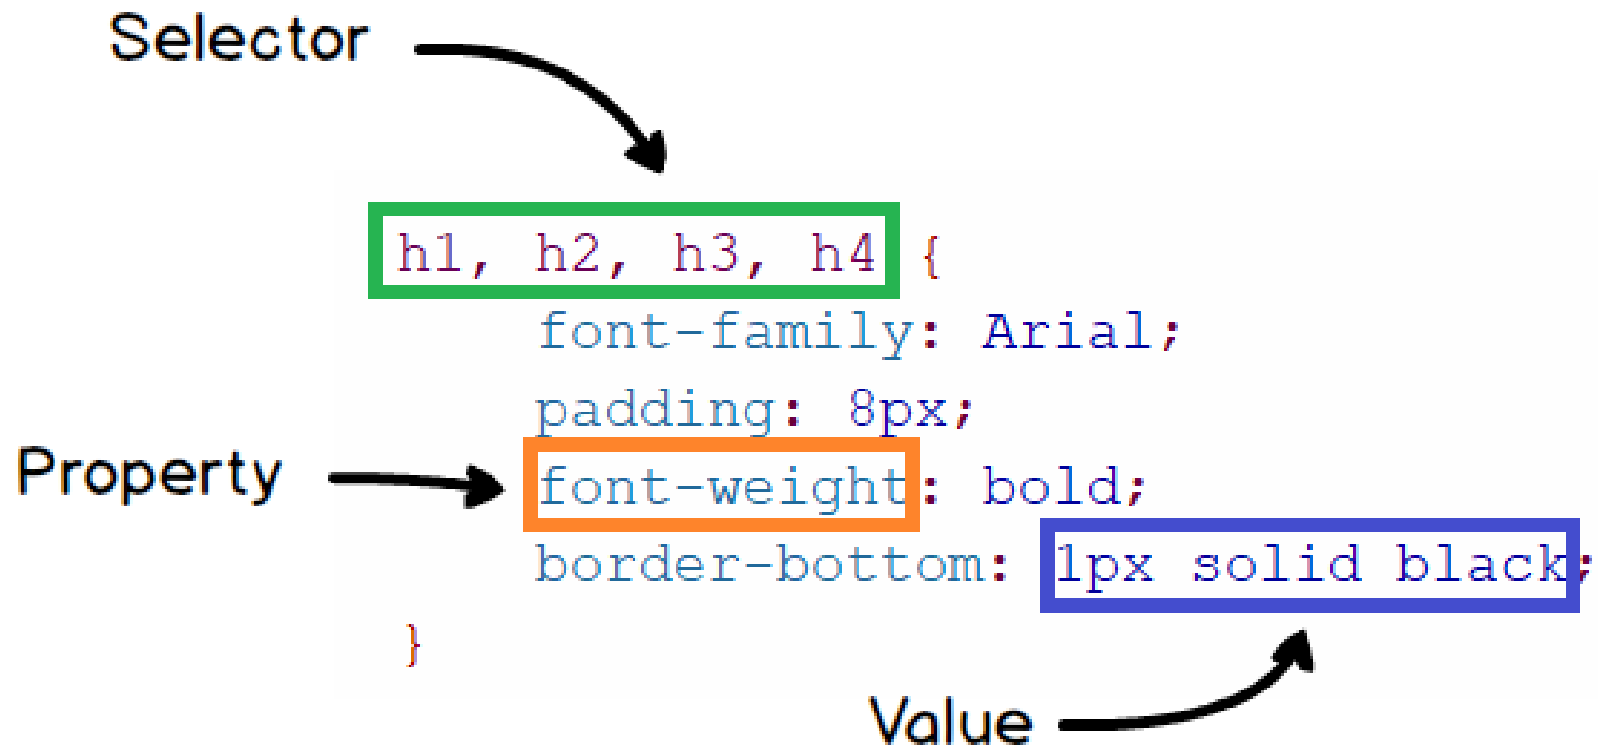 Selector
h1, h2, h3, h4 {
font-family: Arial;
padding: 8px;
Property
font-weight: bold;
border-bottom: 1px solid black;
}
Value